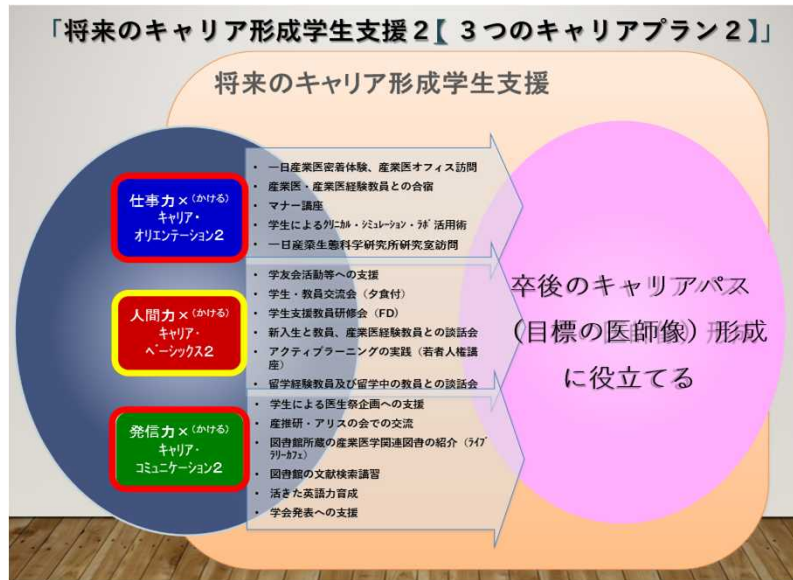 「将来のキャリア形成学生支援2【 3つのキャリアプラン2】」
将来のキャリア形成学生支援
仕事力×(かける)
キャリア・
オリエンテーション2
・ 一日産業医密着体験、産業医オフィス訪問
・ 産業医・産業医経験教員との合宿
・ マナー講座
・ 学生によるクリニカル・シミュレーション・ラボ活用術
・ 一日産業生態科学研究所研究室訪問
人間力×(かける)
キャリア・
ベーシックス2
・ 学友会活動等への支援
・ 学生・教員交流会(夕食付)
・ 学生支援教員研修会(FD)
・ 新入生と教員、産業医経験教員との談話会
・ アクティブラーニングの実践(若者人権講
座)
・ 留学経験教員及び留学中の教員との談話会
発信力×(かける)
キャリア・
コミュニケーション2
・ 学生による医生祭企画への支援
・ 産推研・アリスの会での交流
・ 図書館所蔵の産業医学関連図書の紹介(ライブ
ラリーカフェ)
・ 図書館の文献検索講習
・ 活きた英語力育成
・ 学会発表への支援
卒後のキャリアパス
(目標の医師像)形成
に役立てる